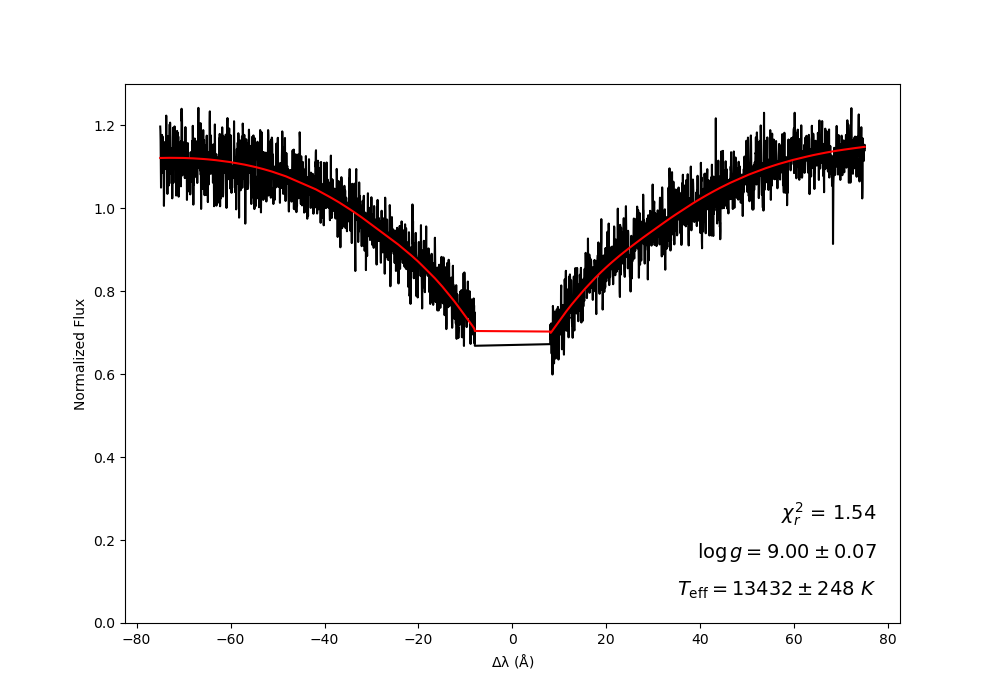 1.2
1.0
0.8
0.6
0.4
0.2
0.0
Normalized Flux
χ²ᵣ = 1.54
log g = 9.00 ± 0.07
T_eff = 13432 ± 248 K
−80 −60 −40 −20 0 20 40 60 80
Δλ (Å)